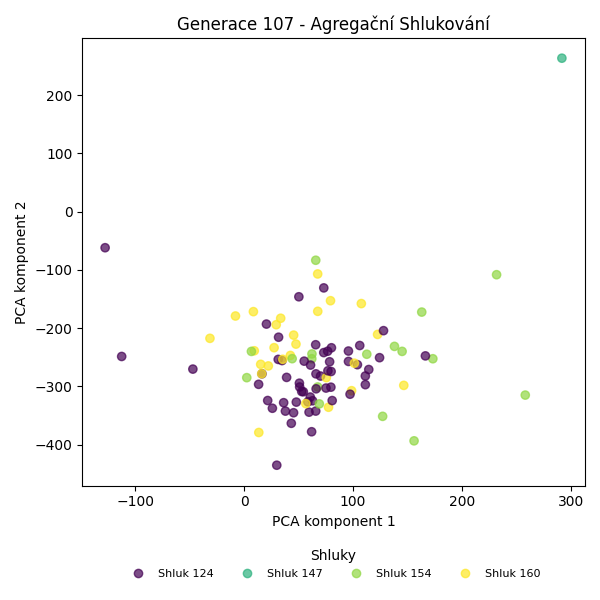 Generace 107 - Agregační Shlukování
PCA komponent 2
200
100
0
−100
−200
−300
−400
−100
0
100
200
300
PCA komponent 1
Shluky
Shluk 124
Shluk 147
Shluk 154
Shluk 160